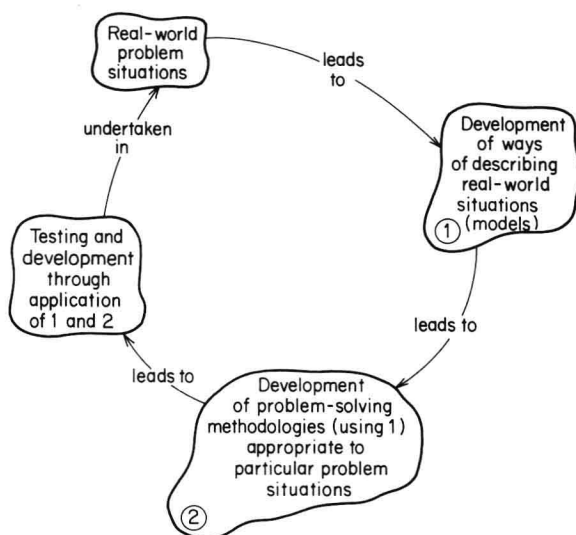 Real-world
problem
situations
leads
to
Development
of ways
of describing
real-world
situations
(models)
1
leads to
Development
of problem-solving
methodologies (using 1)
appropriate to
particular problem
situations
2
leads to
Testing and
development
through
application
of 1 and 2
undertaken
in